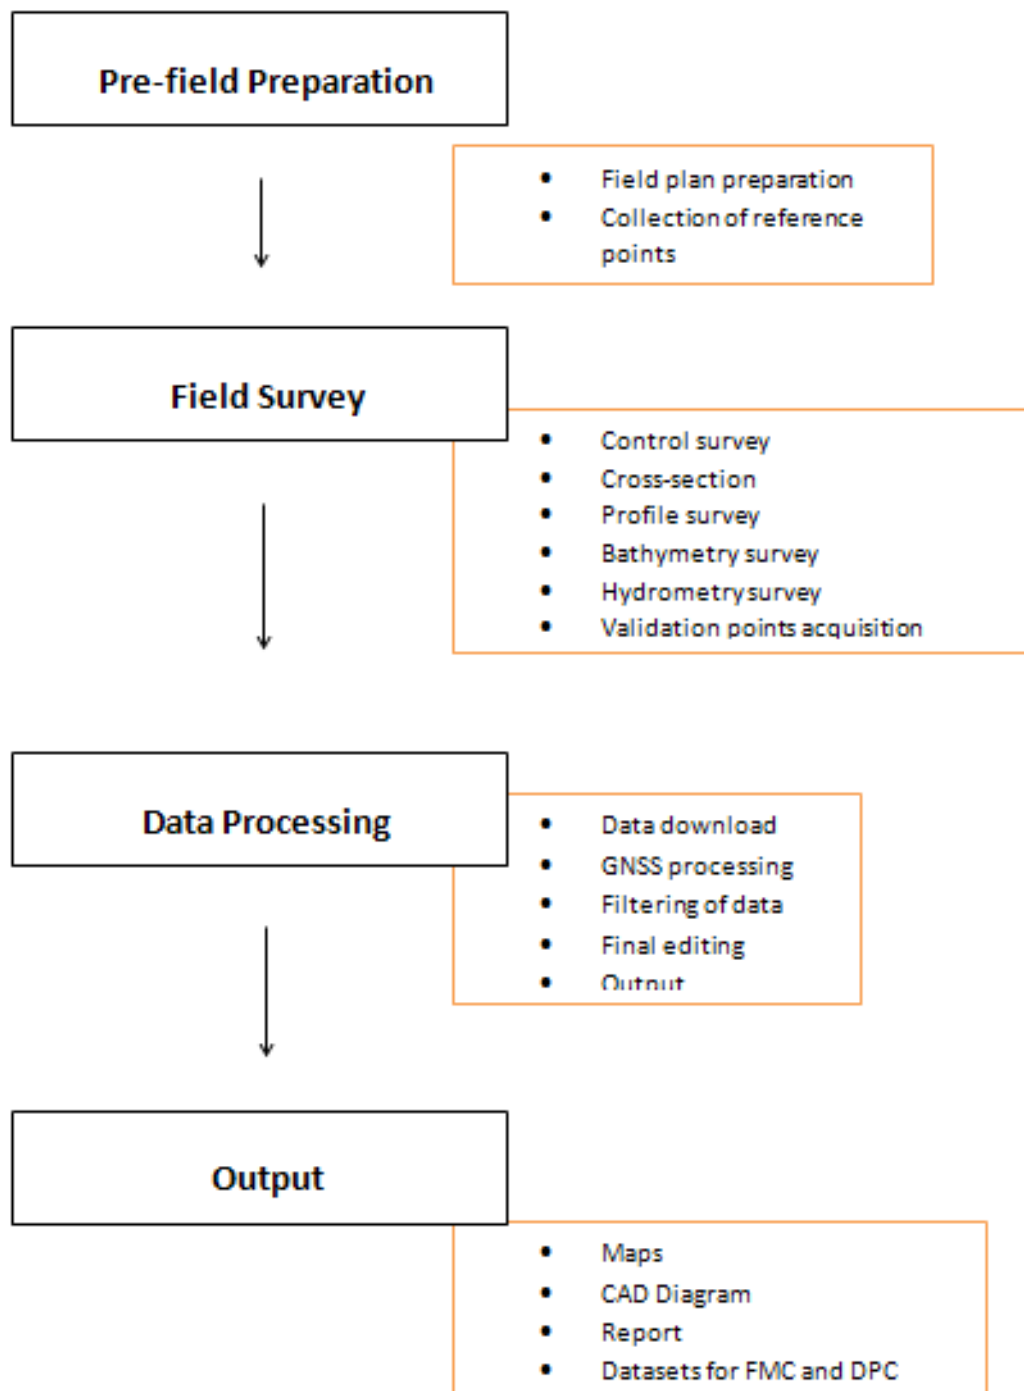 Pre-field Preparation
• Field plan preparation
• Collection of reference
points
Field Survey
• Control survey
• Cross-section
• Profile survey
• Bathymetry survey
• Hydrometry survey
• Validation points acquisition
Data Processing
• Data download
• GNSS processing
• Filtering of data
• Final editing
• Output
Output
• Maps
• CAD Diagram
• Report
• Datasets for FMC and DPC